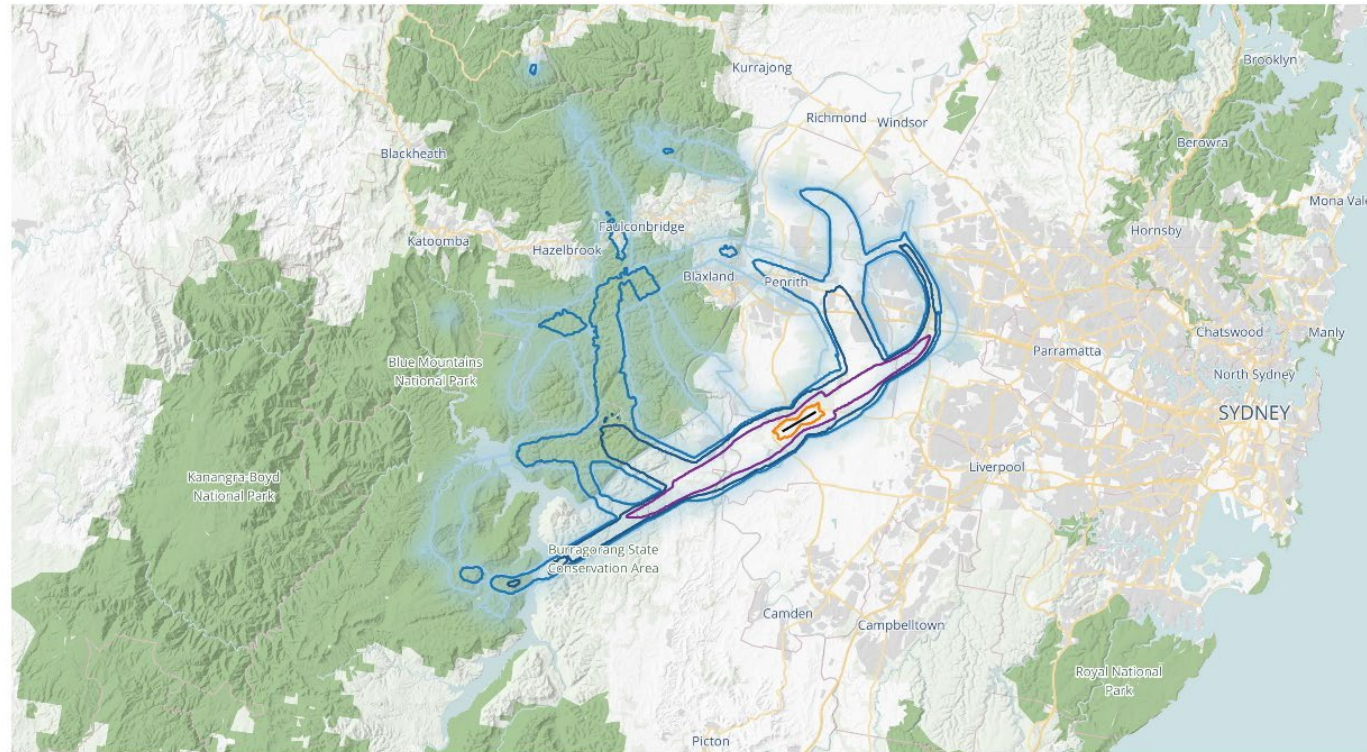 Brooklyn
Kurrajong
Richmond
Windsor
Berowra
Blackheath
Mona Vale
Faulconbridge
Hornsby
Katoomba
Hazelbrook
Blaxland
Penrith
Chatswood
Manly
Parramatta
Blue Mountains
National Park
North Sydney
SYDNEY
Liverpool
Kanangra-Boyd
National Park
Burragorang State
Conservation Area
Camden
Campbelltown
Royal National
Park
Picton